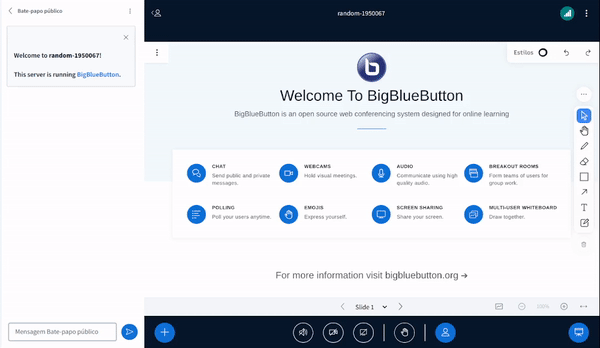 Bate-papo público
Welcome to random-1950067!
This server is running BigBlueButton.
Mensagem Bate-papo público
random-1950067
Estilos
b
Welcome To BigBlueButton
BigBlueButton is an open source web conferencing system designed for online learning
CHAT
Send public and private
messages.
WEBCAMS
Hold visual meetings.
AUDIO
Communicate using high
quality audio.
BREAKOUT ROOMS
Form teams of users for
group work.
POLLING
Poll your users anytime.
EMOJIS
Express yourself.
SCREEN SHARING
Share your screen.
MULTI-USER WHITEBOARD
Draw together.
For more information visit bigbluebutton.org →
Slide 1
100%